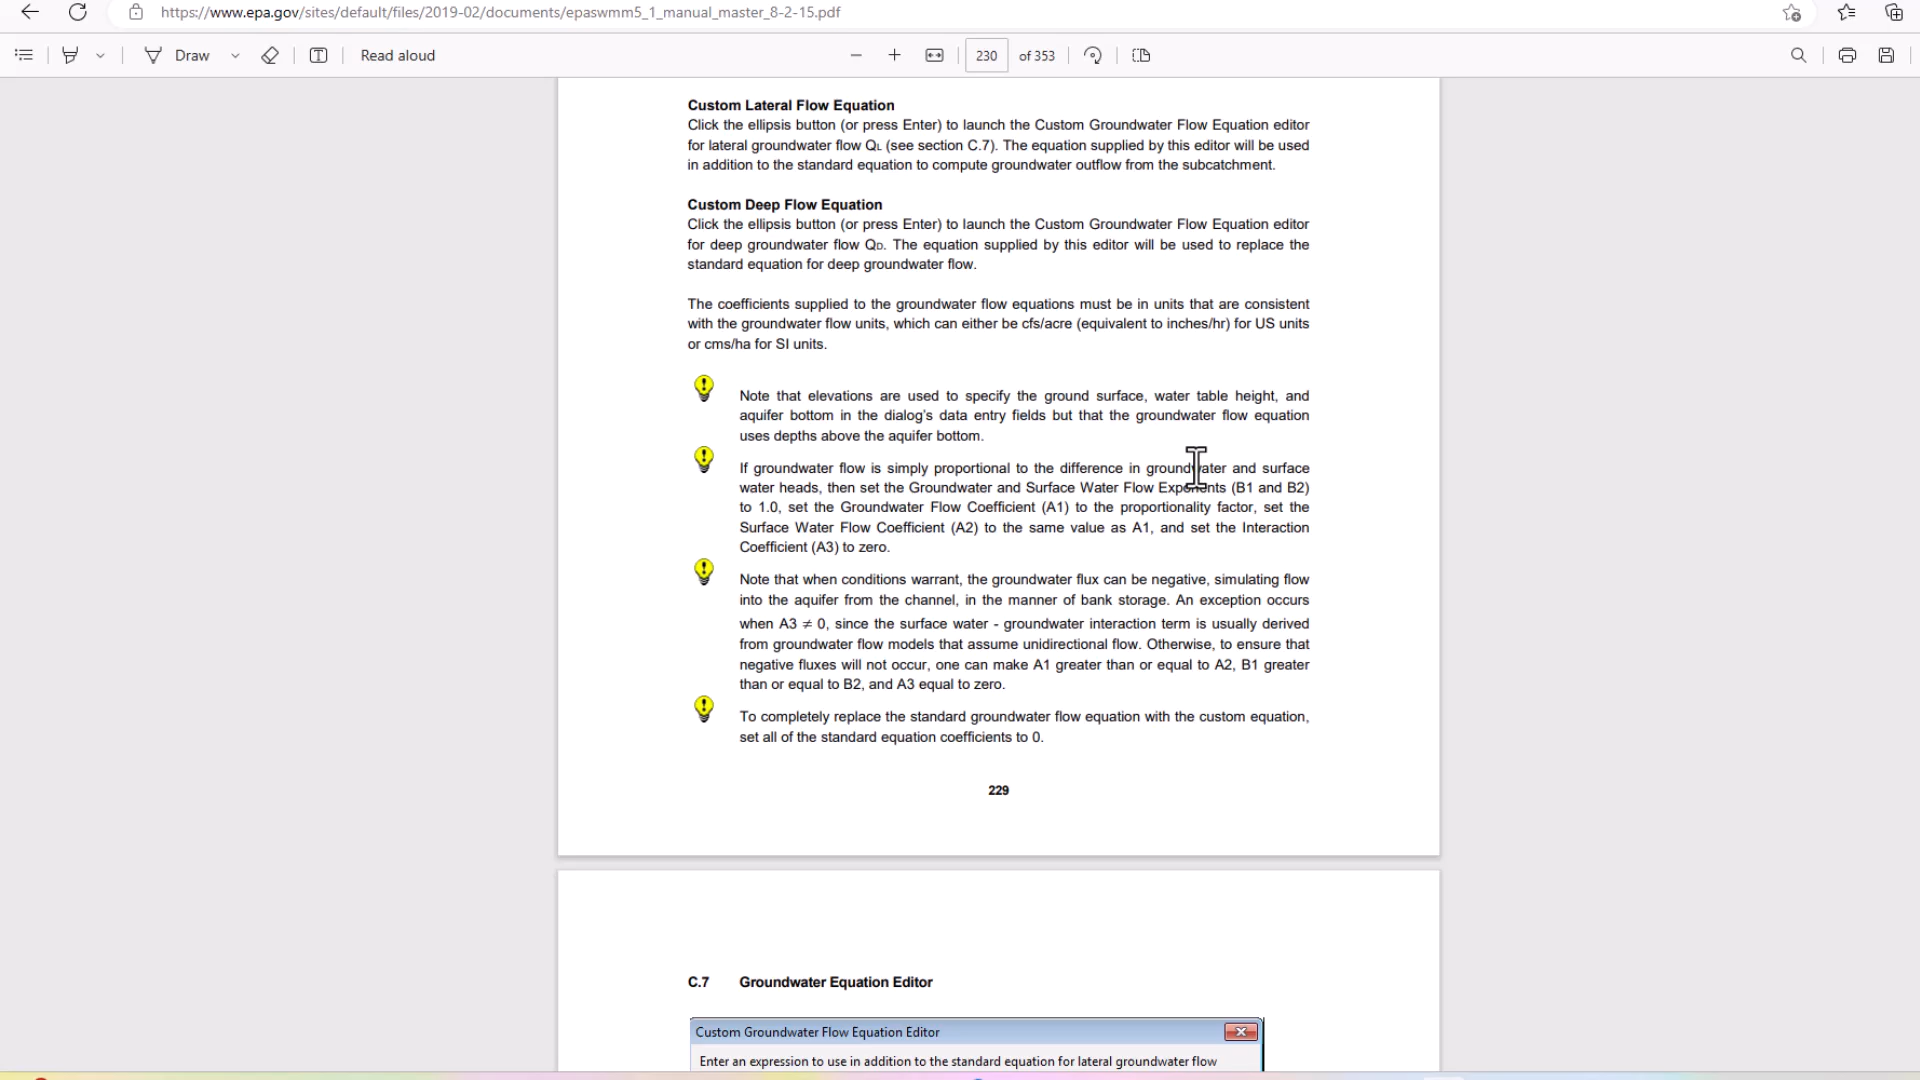 https://www.epa.gov/sites/default/files/2019-02/documents/epaswmm5_1_manual_master_8-2-15.pdf
Draw
Read aloud
230
of 353
Custom Lateral Flow Equation
Click the ellipsis button (or press Enter) to launch the Custom Groundwater Flow Equation editor
for lateral groundwater flow QL (see section C.7). The equation supplied by this editor will be used
in addition to the standard equation to compute groundwater outflow from the subcatchment.
Custom Deep Flow Equation
Click the ellipsis button (or press Enter) to launch the Custom Groundwater Flow Equation editor
for deep groundwater flow QD. The equation supplied by this editor will be used to replace the
standard equation for deep groundwater flow.
The coefficients supplied to the groundwater flow equations must be in units that are consistent
with the groundwater flow units, which can either be cfs/acre (equivalent to inches/hr) for US units
or cms/ha for SI units.
Note that elevations are used to specify the ground surface, water table height, and
aquifer bottom in the dialog's data entry fields but that the groundwater flow equation
uses depths above the aquifer bottom.
If groundwater flow is simply proportional to the difference in groundwater and surface
water heads, then set the Groundwater and Surface Water Flow Exponents (B1 and B2)
to 1.0, set the Groundwater Flow Coefficient (A1) to the proportionality factor, set the
Surface Water Flow Coefficient (A2) to the same value as A1, and set the Interaction
Coefficient (A3) to zero.
Note that when conditions warrant, the groundwater flux can be negative, simulating flow
into the aquifer from the channel, in the manner of bank storage. An exception occurs
when A3 ≠ 0, since the surface water - groundwater interaction term is usually derived
from groundwater flow models that assume unidirectional flow. Otherwise, to ensure that
negative fluxes will not occur, one can make A1 greater than or equal to A2, B1 greater
than or equal to B2, and A3 equal to zero.
To completely replace the standard groundwater flow equation with the custom equation,
set all of the standard equation coefficients to 0.
229
C.7 Groundwater Equation Editor
Custom Groundwater Flow Equation Editor
Enter an expression to use in addition to the standard equation for lateral groundwater flow